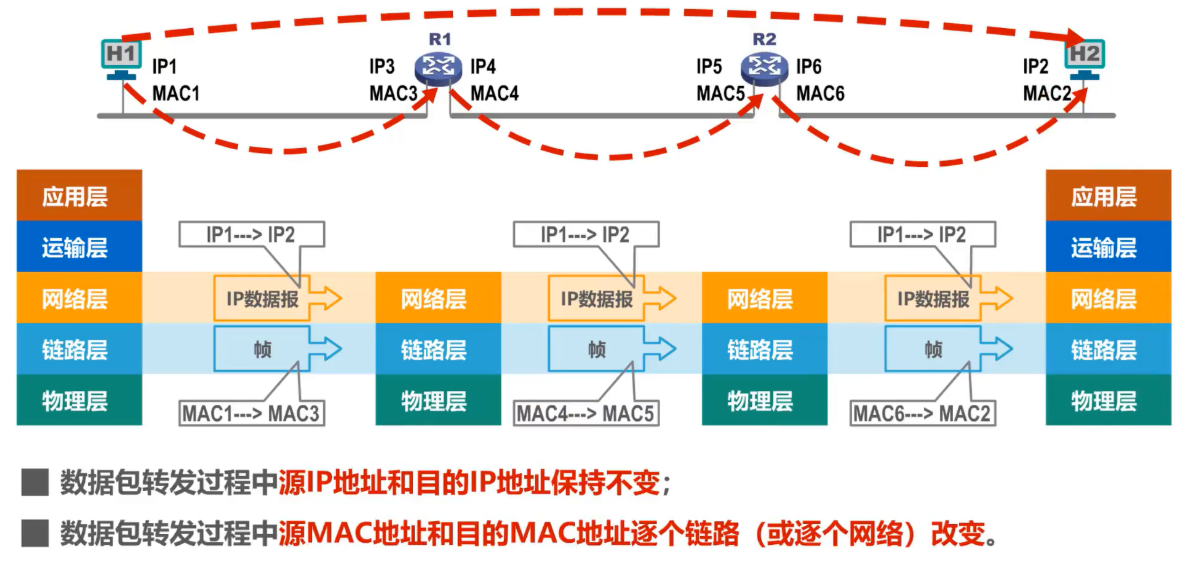 H1
R1
R2
H2
IP1
MAC1
IP3
MAC3
IP4
MAC4
IP5
MAC5
IP6
MAC6
IP2
MAC2
应用层
应用层
运输层
IP1---> IP2
IP1---> IP2
IP1---> IP2
运输层
网络层
IP数据报
网络层
IP数据报
网络层
IP数据报
网络层
链路层
帧
链路层
帧
链路层
帧
链路层
物理层
MAC1---> MAC3
物理层
MAC4---> MAC5
物理层
MAC6---> MAC2
物理层
数据包转发过程中源IP地址和目的IP地址保持不变；
数据包转发过程中源MAC地址和目的MAC地址逐个链路（或逐个网络）改变。